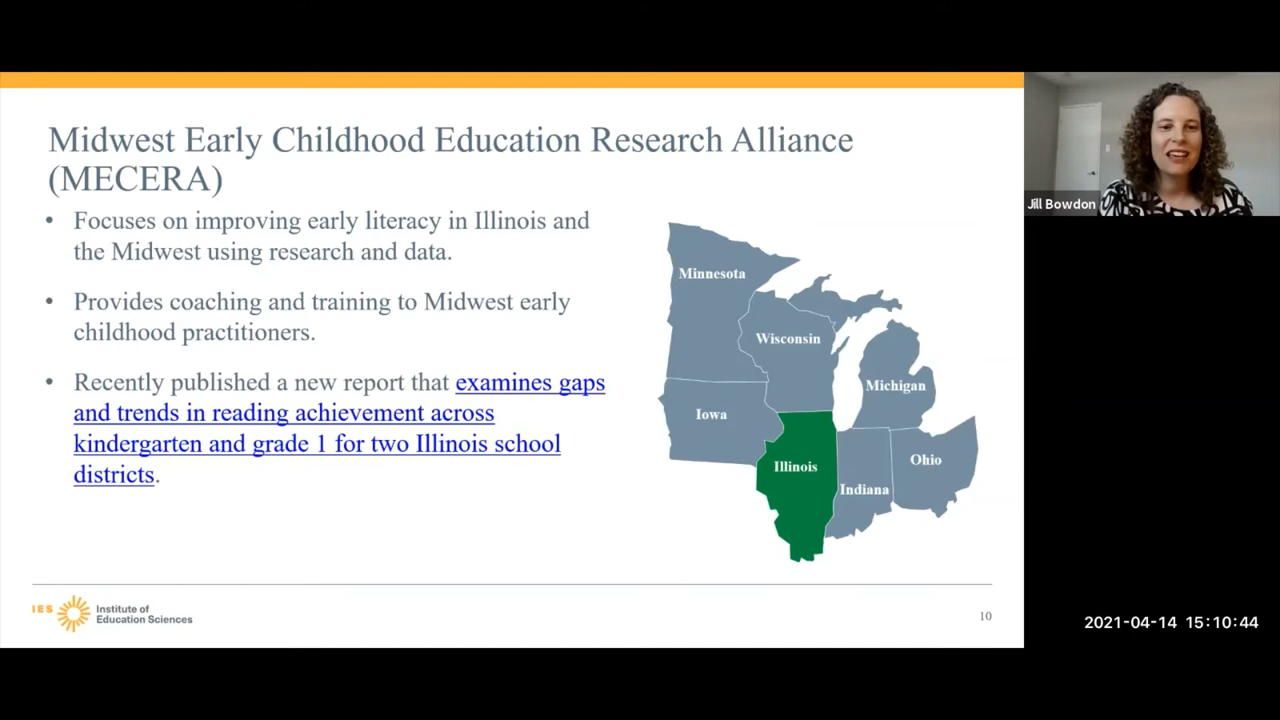 Midwest Early Childhood Education Research Alliance
(MECERA)
• Focuses on improving early literacy in Illinois and
the Midwest using research and data.
• Provides coaching and training to Midwest early
childhood practitioners.
• Recently published a new report that examines gaps
and trends in reading achievement across
kindergarten and grade 1 for two Illinois school
districts.
Minnesota
Wisconsin
Michigan
Iowa
Illinois
Indiana
Ohio
IES
Institute of
Education Sciences
10
Jill Bowdon
2021-04-14 15:10:44